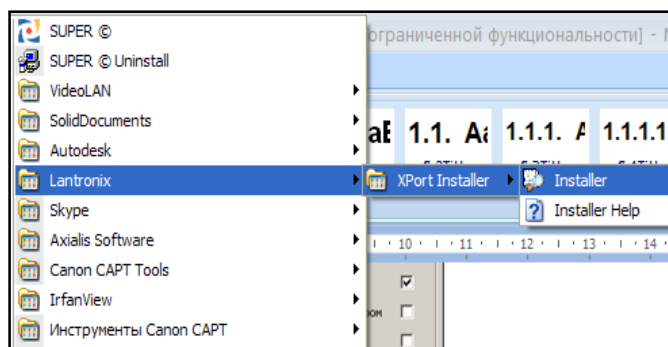 SUPER ©
ограниченной функциональности] -
SUPER © Uninstall
VideoLAN
SolidDocuments
1.1. Aa 1.1.1. A 1.1.1.1
Autodesk
Lantronix
XPort Installer
Installer
Skype
Installer Help
Axialis Software
10 11 12 13 14
Canon CAPT Tools
IrfanView
Инструменты Canon CAPT